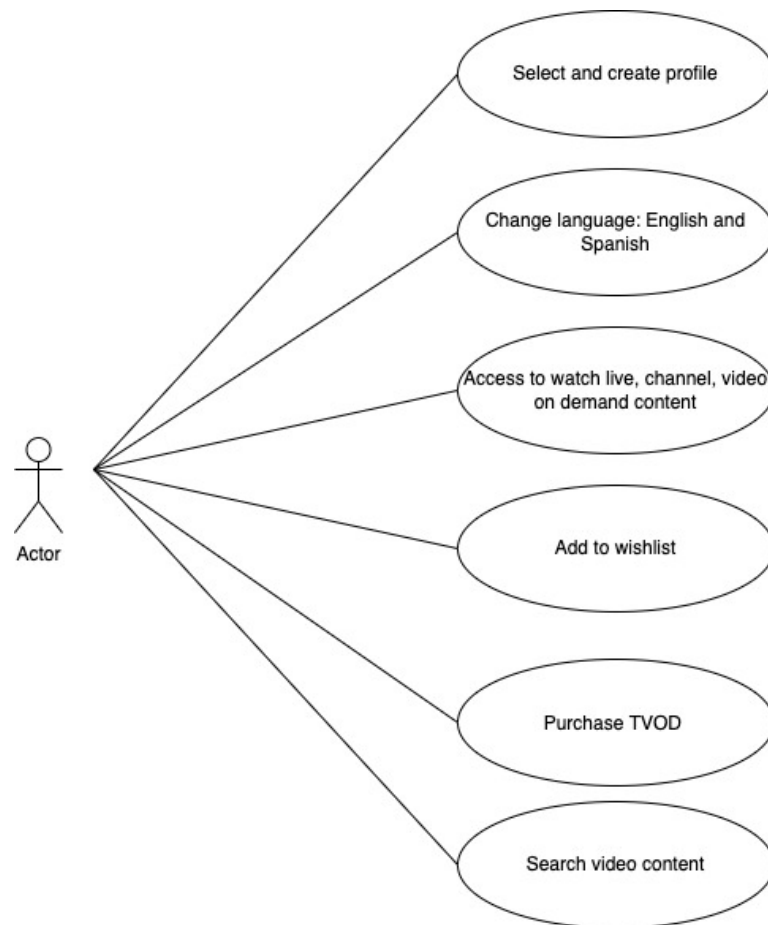 Select and create profile
Change language: English and
Spanish
Access to watch live, channel, video
on demand content
Actor
Add to wishlist
Purchase TVOD
Search video content